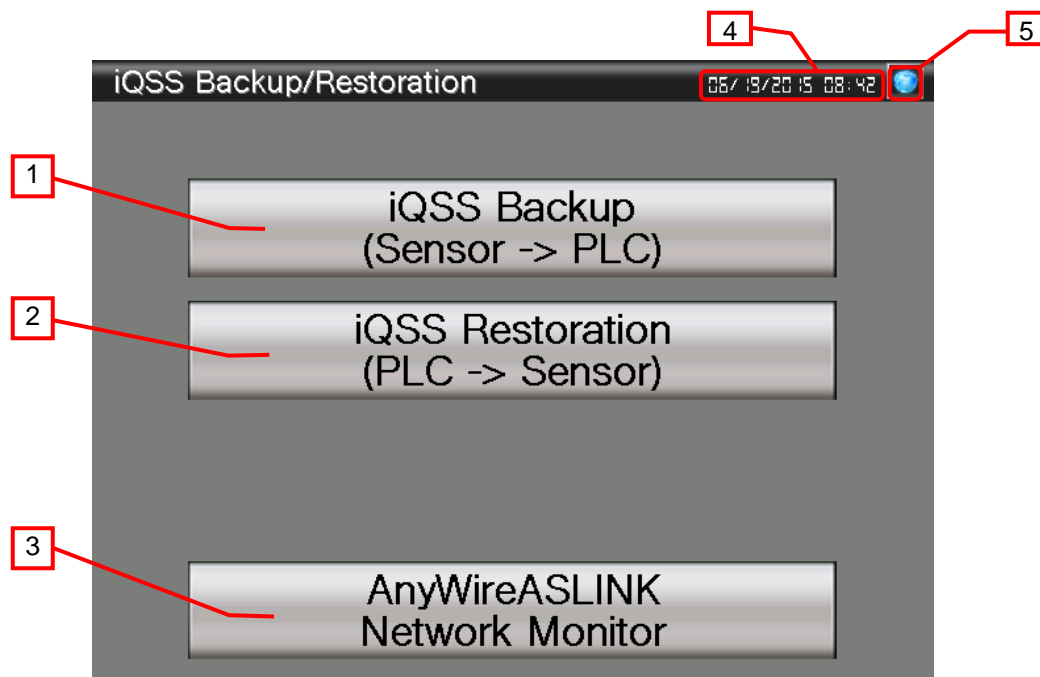 4
5
iQSS Backup/Restoration
06/19/2015 08:42
1
iQSS Backup
(Sensor -> PLC)
2
iQSS Restoration
(PLC -> Sensor)
3
AnyWireASLINK
Network Monitor